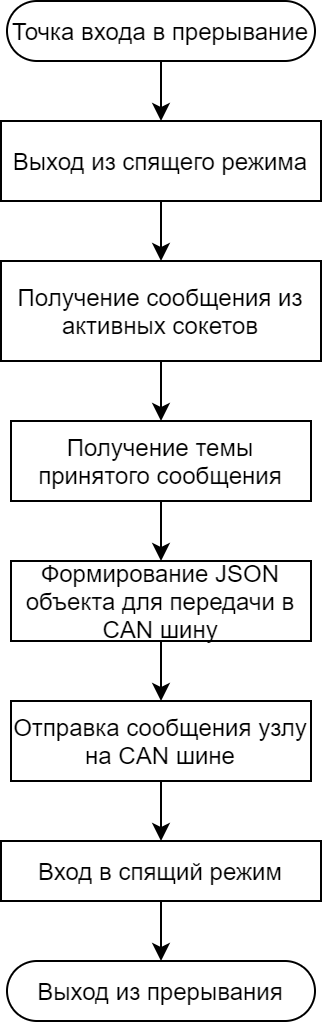 Точка входа в прерывание
Выход из спящего режима
Получение сообщения из
активных сокетов
Получение темы
принятого сообщения
Формирование JSON
объекта для передачи в
CAN шину
Отправка сообщения узлу
на CAN шине
Вход в спящий режим
Выход из прерывания